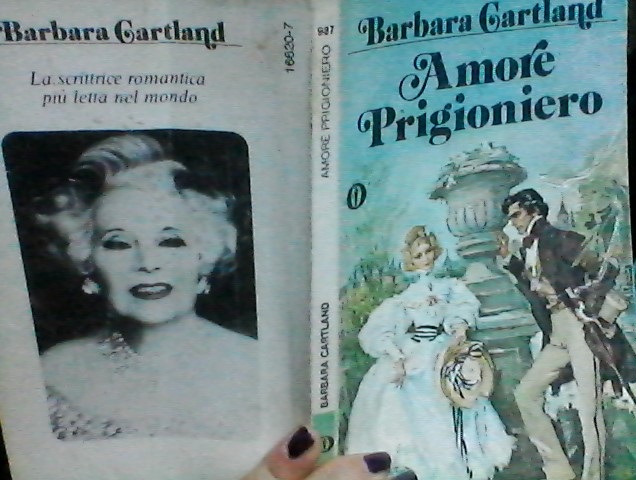 Barbara Cartland
La scrittrice romantica
più letta nel mondo
16620-7
937
AMORE PRIGIONIERO
BARBARA CARTLAND
Barbara Cartland
Amore
Prigioniero